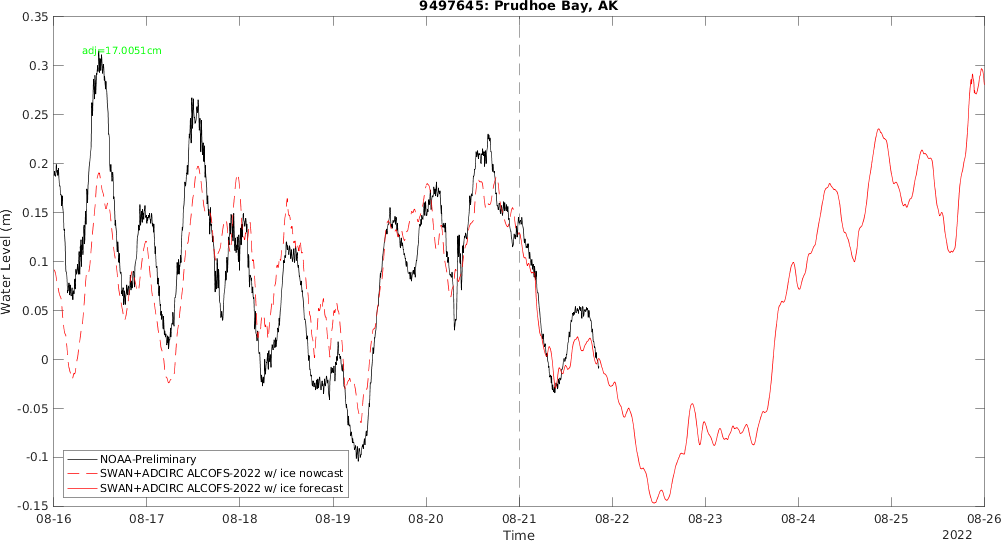 9497645: Prudhoe Bay, AK
adj=17.0051cm
0.35
0.3
0.25
0.2
0.15
0.1
0.05
0
-0.05
-0.1
-0.15
Water Level (m)
NOAA-Preliminary
SWAN+ADCIRC ALCOFS-2022 w/ ice nowcast
SWAN+ADCIRC ALCOFS-2022 w/ ice forecast
08-16 08-17 08-18 08-19 08-20 08-21 08-22 08-23 08-24 08-25 08-26
Time
2022